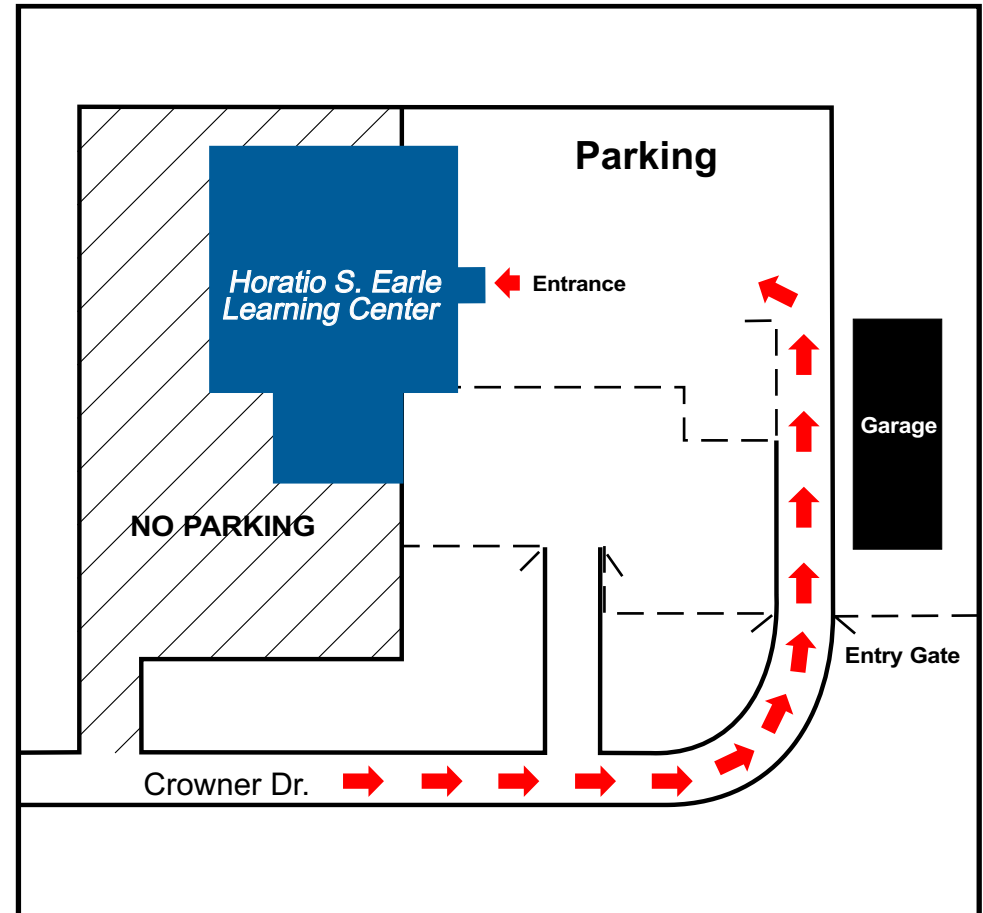 Parking
Horatio S. Earle
Learning Center
Entrance
Garage
NO PARKING
Entry Gate
Crowner Dr.